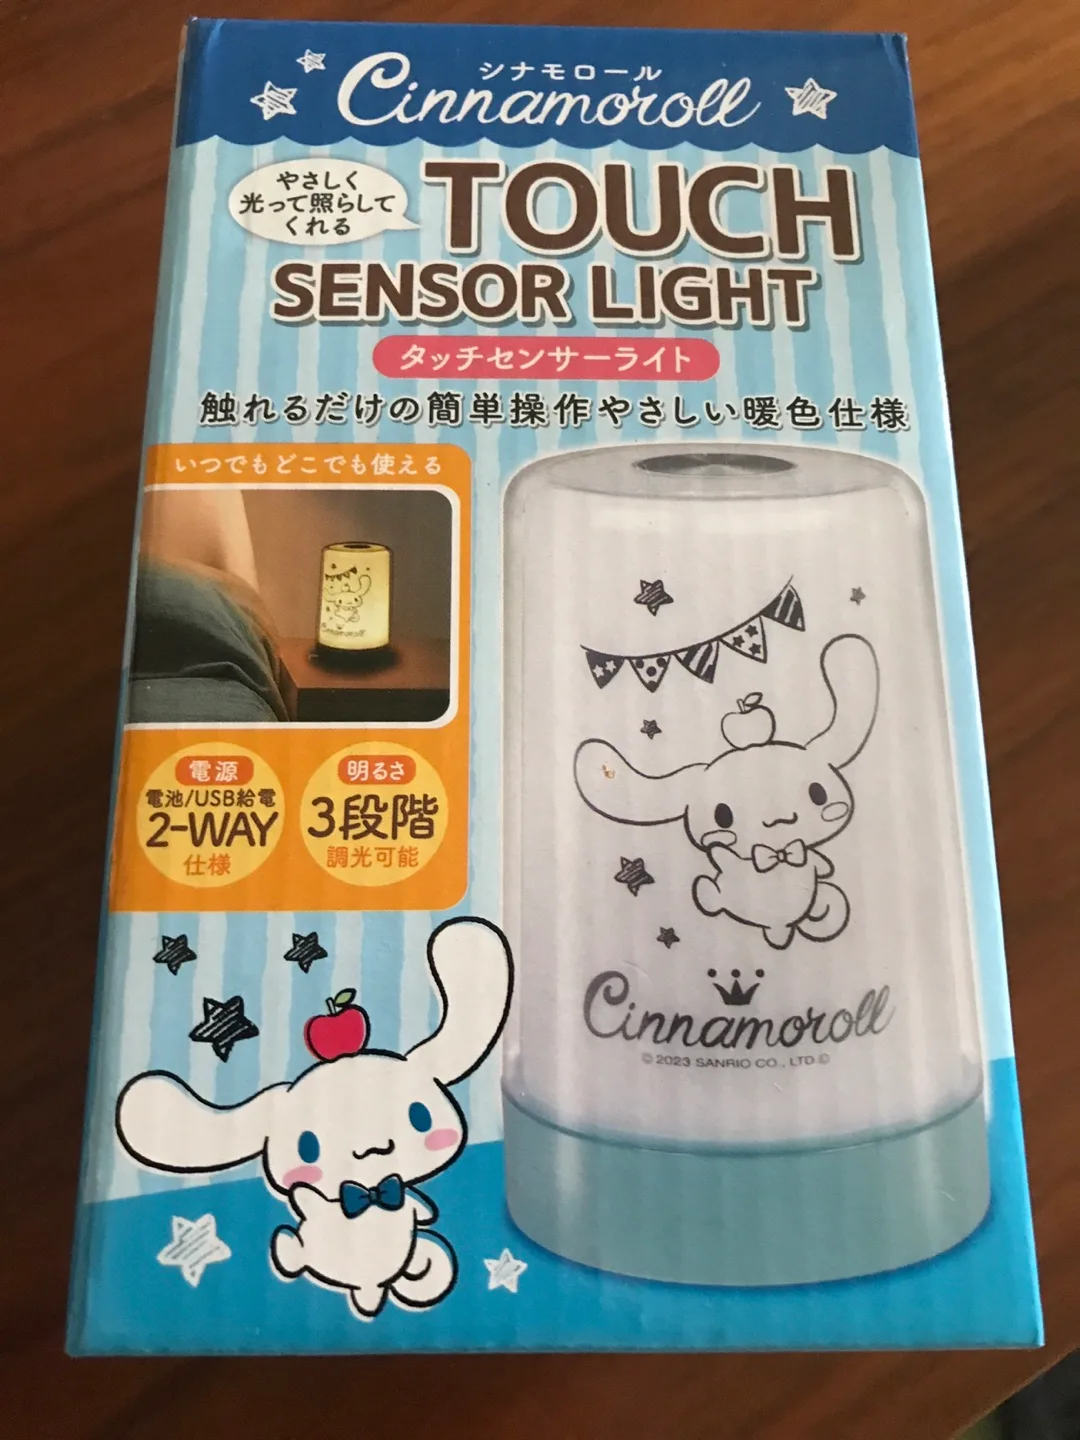 シナモロール
Cinnamoroll
やさしく
光って照らして
くれる
TOUCH
SENSOR LIGHT
タッチセンサーライト
触れるだけの簡単操作やさしい暖色仕様
いつでもどこでも使える
Cinnamoroll
電源
電池/USB給電
2-WAY
仕様
明るさ
3段階
調光可能
Cinnamoroll
© 2023 SANRIO CO., LTD ©